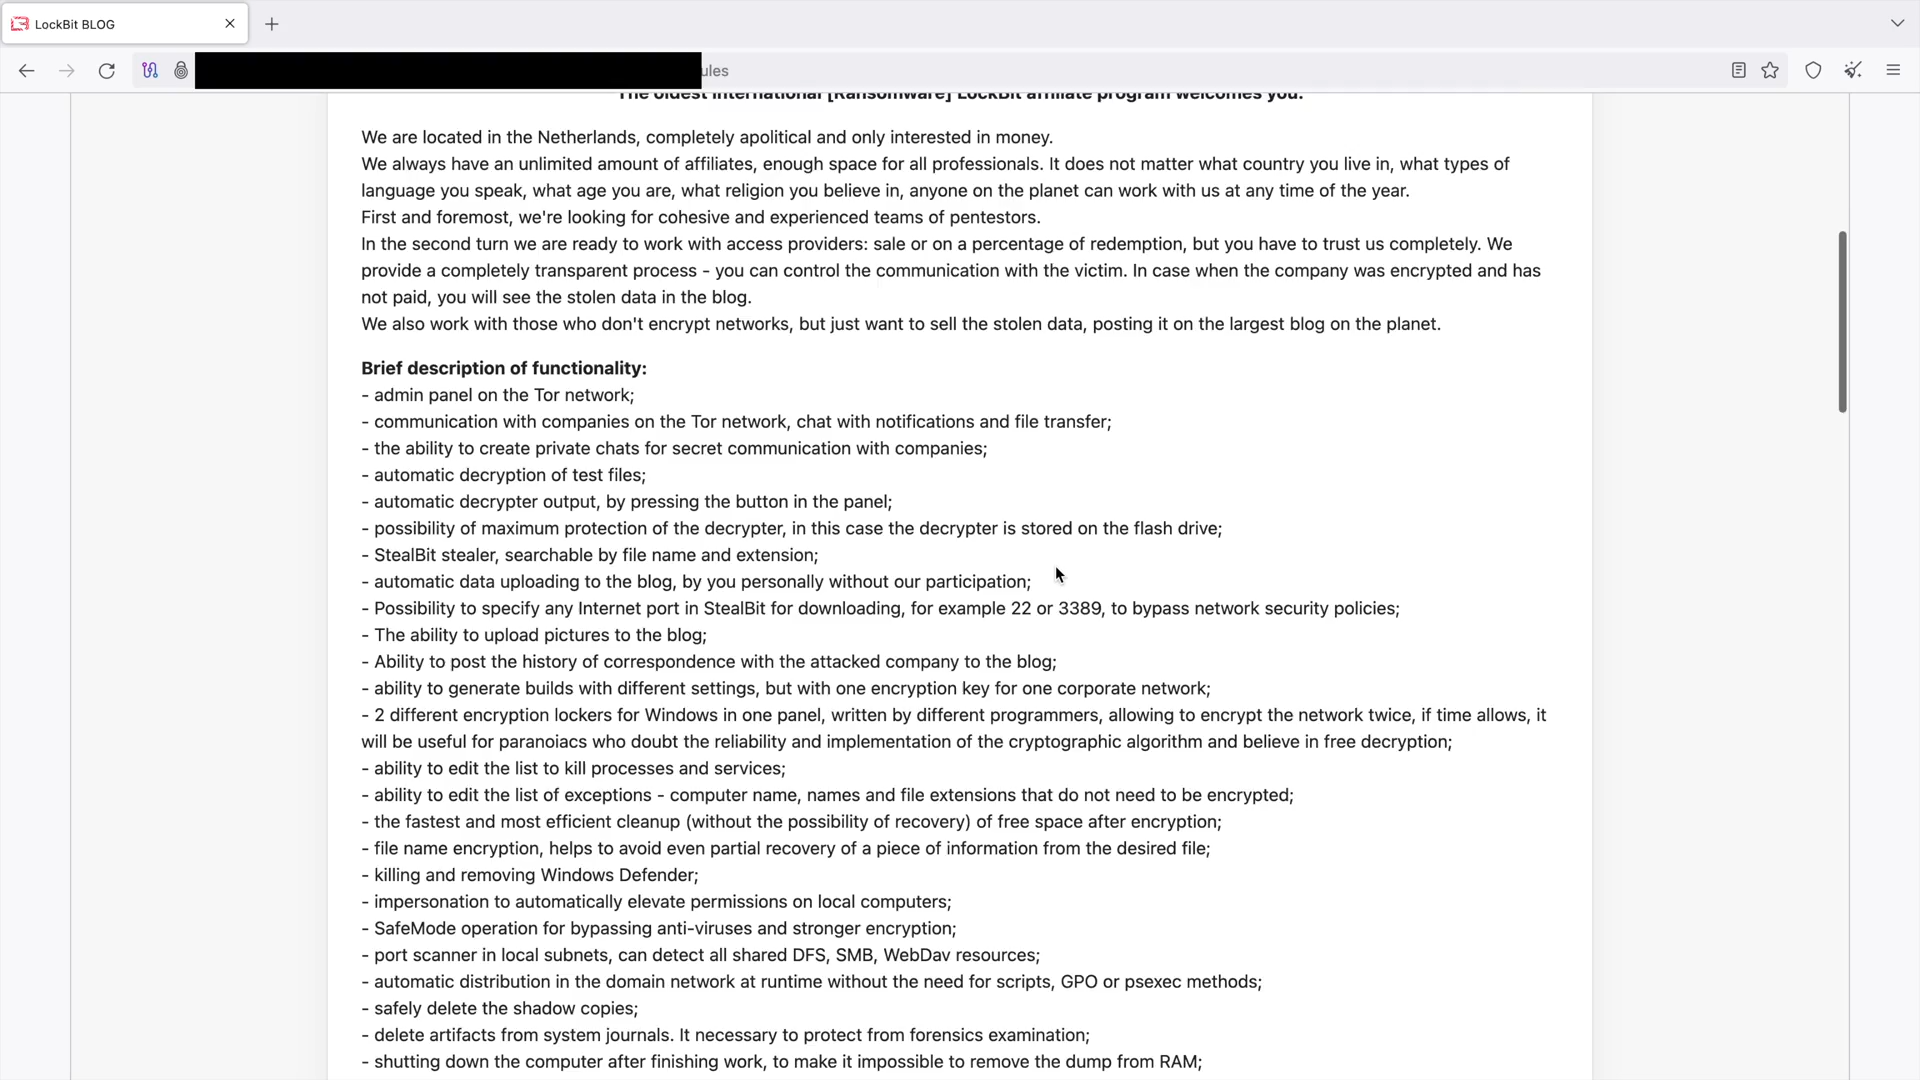 LockBit BLOG
ules
The oldest international [Ransomware] LockBit affiliate program welcomes you.
We are located in the Netherlands, completely apolitical and only interested in money.
We always have an unlimited amount of affiliates, enough space for all professionals. It does not matter what country you live in, what types of
language you speak, what age you are, what religion you believe in, anyone on the planet can work with us at any time of the year.
First and foremost, we're looking for cohesive and experienced teams of pentestors.
In the second turn we are ready to work with access providers: sale or on a percentage of redemption, but you have to trust us completely. We
provide a completely transparent process - you can control the communication with the victim. In case when the company was encrypted and has
not paid, you will see the stolen data in the blog.
We also work with those who don't encrypt networks, but just want to sell the stolen data, posting it on the largest blog on the planet.
Brief description of functionality:
- admin panel on the Tor network;
- communication with companies on the Tor network, chat with notifications and file transfer;
- the ability to create private chats for secret communication with companies;
- automatic decryption of test files;
- automatic decrypter output, by pressing the button in the panel;
- possibility of maximum protection of the decrypter, in this case the decrypter is stored on the flash drive;
- StealBit stealer, searchable by file name and extension;
- automatic data uploading to the blog, by you personally without our participation;
- Possibility to specify any Internet port in StealBit for downloading, for example 22 or 3389, to bypass network security policies;
- The ability to upload pictures to the blog;
- Ability to post the history of correspondence with the attacked company to the blog;
- ability to generate builds with different settings, but with one encryption key for one corporate network;
- 2 different encryption lockers for Windows in one panel, written by different programmers, allowing to encrypt the network twice, if time allows, it
will be useful for paranoiacs who doubt the reliability and implementation of the cryptographic algorithm and believe in free decryption;
- ability to edit the list to kill processes and services;
- ability to edit the list of exceptions - computer name, names and file extensions that do not need to be encrypted;
- the fastest and most efficient cleanup (without the possibility of recovery) of free space after encryption;
- file name encryption, helps to avoid even partial recovery of a piece of information from the desired file;
- killing and removing Windows Defender;
- impersonation to automatically elevate permissions on local computers;
- SafeMode operation for bypassing anti-viruses and stronger encryption;
- port scanner in local subnets, can detect all shared DFS, SMB, WebDav resources;
- automatic distribution in the domain network at runtime without the need for scripts, GPO or psexec methods;
- safely delete the shadow copies;
- delete artifacts from system journals. It necessary to protect from forensics examination;
- shutting down the computer after finishing work, to make it impossible to remove the dump from RAM;